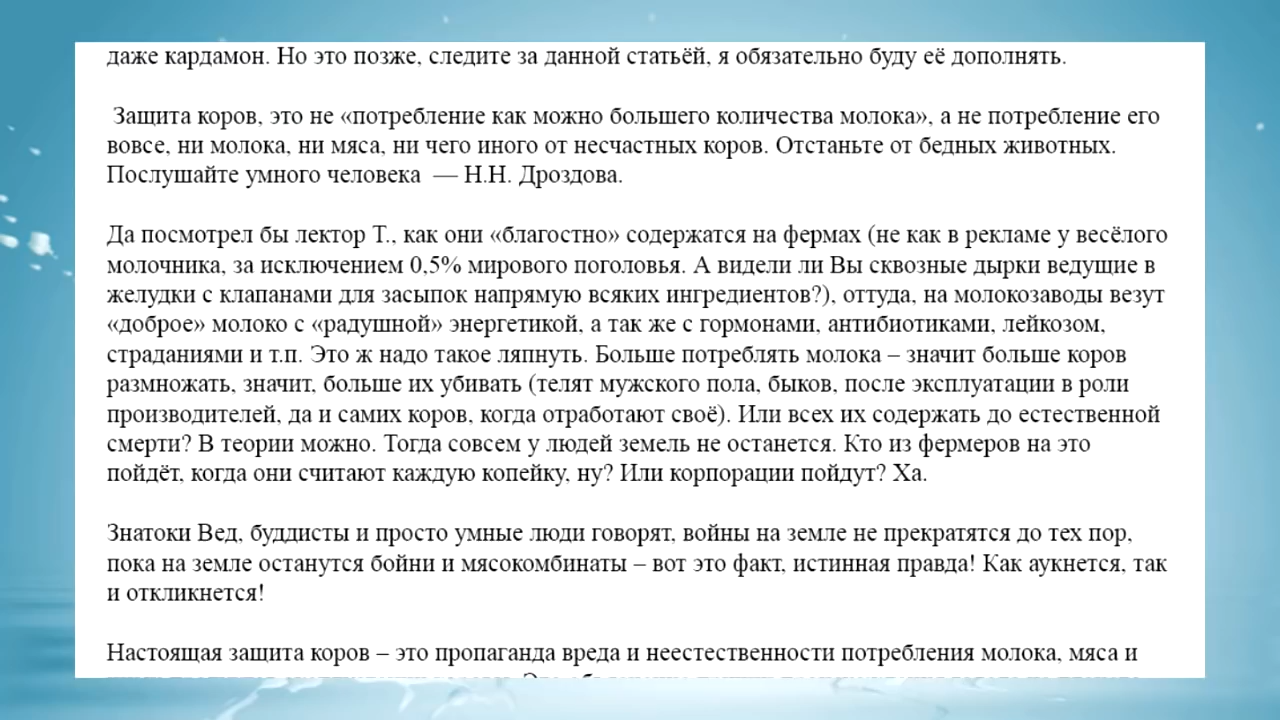 даже кардамон. Но это позже, следите за данной статьёй, я обязательно буду её дополнять.
Защита коров, это не «потребление как можно большего количества молока», а не потребление его
вовсе, ни молока, ни мяса, ни чего иного от несчастных коров. Отстаньте от бедных животных.
Послушайте умного человека — Н.Н. Дроздова.
Да посмотрел бы лектор Т., как они «благостно» содержатся на фермах (не как в рекламе у весёлого
молочника, за исключением 0,5% мирового поголовья. А видели ли Вы сквозные дырки ведущие в
желудки с клапанами для засыпок напрямую всяких ингредиентов?), оттуда, на молокозаводы везут
«доброе» молоко с «радушной» энергетикой, а так же с гормонами, антибиотиками, лейкозом,
страданиями и т.п. Это ж надо такое ляпнуть. Больше потреблять молока – значит больше коров
размножать, значит, больше их убивать (телят мужского пола, быков, после эксплуатации в роли
производителей, да и самих коров, когда отработают своё). Или всех их содержать до естественной
смерти? В теории можно. Тогда совсем у людей земель не останется. Кто из фермеров на это
пойдёт, когда они считают каждую копейку, ну? Или корпорации пойдут? Ха.
Знатоки Вед, буддисты и просто умные люди говорят, войны на земле не прекратятся до тех пор,
пока на земле останутся бойни и мясокомбинаты – вот это факт, истинная правда! Как аукнется, так
и откликнется!
Настоящая защита коров – это пропаганда вреда и неестественности потребления молока, мяса и